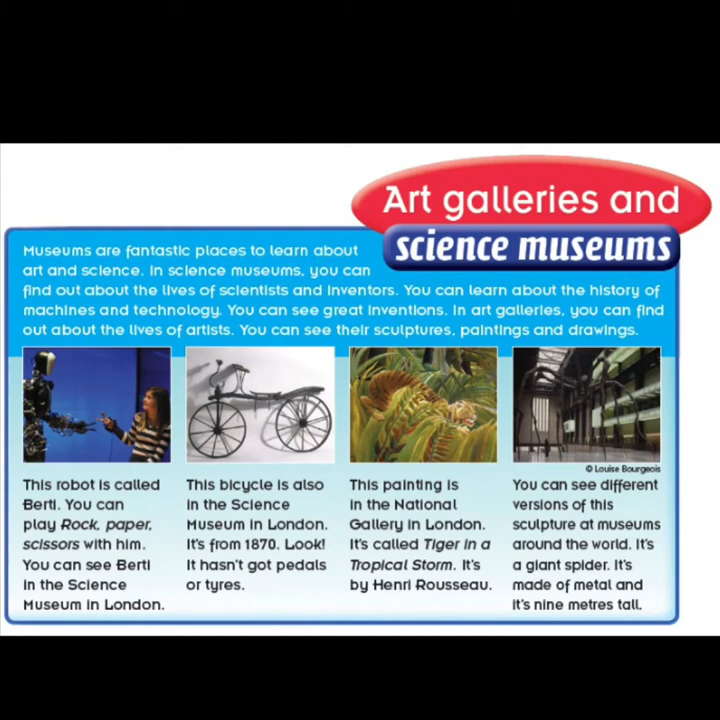 Art galleries and
science museums
Museums are fantastic places to learn about
art and science. In science museums, you can
find out about the lives of scientists and inventors. You can learn about the history of
machines and technology. You can see great inventions. In art galleries, you can find
out about the lives of artists. You can see their sculptures, paintings and drawings.
This robot is called
Berti. You can
play Rock, paper,
scissors with him.
You can see Berti
in the Science
Museum in London.
This bicycle is also
in the Science
Museum in London.
It's from 1870. Look!
It hasn't got pedals
or tyres.
This painting is
in the National
Gallery in London.
It's called Tiger in a
Tropical Storm. It's
by Henri Rousseau.
© Louise Bourgeois
You can see different
versions of this
sculpture at museums
around the world. It's
a giant spider. It's
made of metal and
it's nine metres tall.